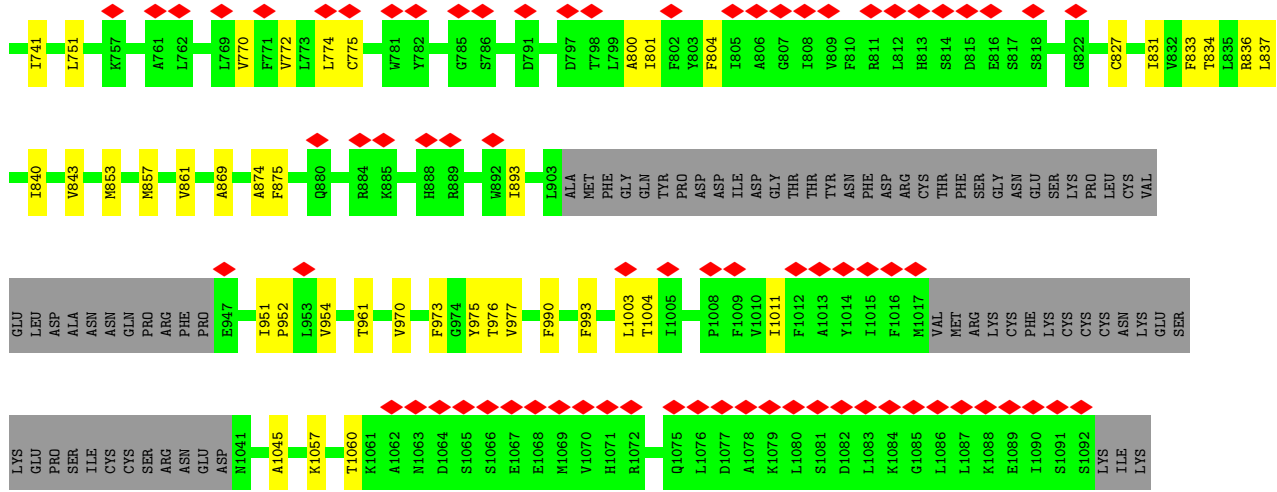 I741 L751 K757 A761 L762 L769 V770 F771 V772 L773 L774 C775 W781 Y782 G785 S786 D791 D797 T798 L799 A800 I801 F802 Y803 F804 I805 A806 G807 I808 V809 F810 R811 L812 H813 S814 D815 E816 S817 S818 G822 C827 I831 V832 F833 T834 L835 R836 L837
I840 V843 M853 M857 V861 A869 A874 F875 Q880 R884 K885 H888 R889 W892 I893 L903 ALA MET PHE GLY GLN TYR PRO ASP ASP ILE ASP GLY THR THR TYR ASN PHE ASP ARG CYS THR PHE SER GLY ASN GLU SER LYS PRO LEU CYS VAL
GLU LEU ASP ALA ASN ASN GLN PRO ARG PHE PRO E947 I951 P952 L953 V954 T961 V970 F973 G974 Y975 T976 V977 F990 F993 L1003 T1004 I1005 P1008 F1009 V1010 I1011 F1012 A1013 Y1014 I1015 F1016 M1017 VAL MET ARG LYS CYS PHE LYS CYS CYS CYS ASN LYS GLU SER
LYS GLU PRO SER ILE CYS CYS SER ARG ASN GLU ASP N1041 A1045 K1057 T1060 K1061 A1062 N1063 D1064 S1065 S1066 E1067 E1068 M1069 V1070 H1071 R1072 Q1075 L1076 D1077 A1078 K1079 L1080 S1081 D1082 L1083 K1084 G1085 L1086 L1087 K1088 E1089 I1090 S1091 S1092 LYS ILE LYS